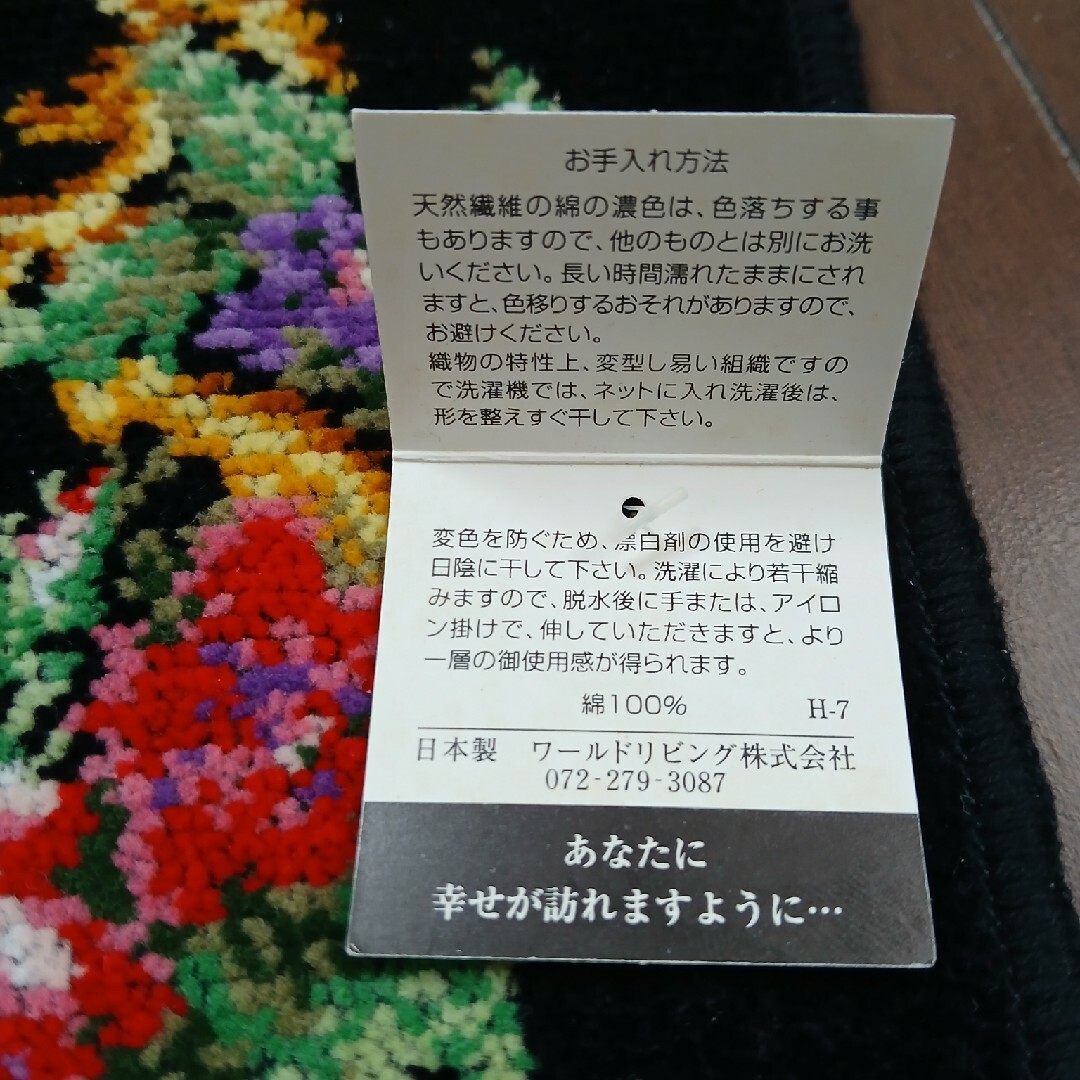 お手入れ方法
天然繊維の綿の濃色は、色落ちする事
もありますので、他のものとは別にお洗
いください。長い時間濡れたままにされ
ますと、色移りするおそれがありますので、
お避けください。
織物の特性上、変型し易い組織ですの
で洗濯機では、ネットに入れ洗濯後は、
形を整えすぐ干して下さい。
変色を防ぐため、漂白剤の使用を避け
日陰に干して下さい。洗濯により若干縮
みますので、脱水後に手または、アイロ
ン掛けで、伸していただきますと、より
一層の御使用感が得られます。
綿100% H-7
日本製 ワールドリビング株式会社
072-279-3087
あなたに
幸せが訪れますように…